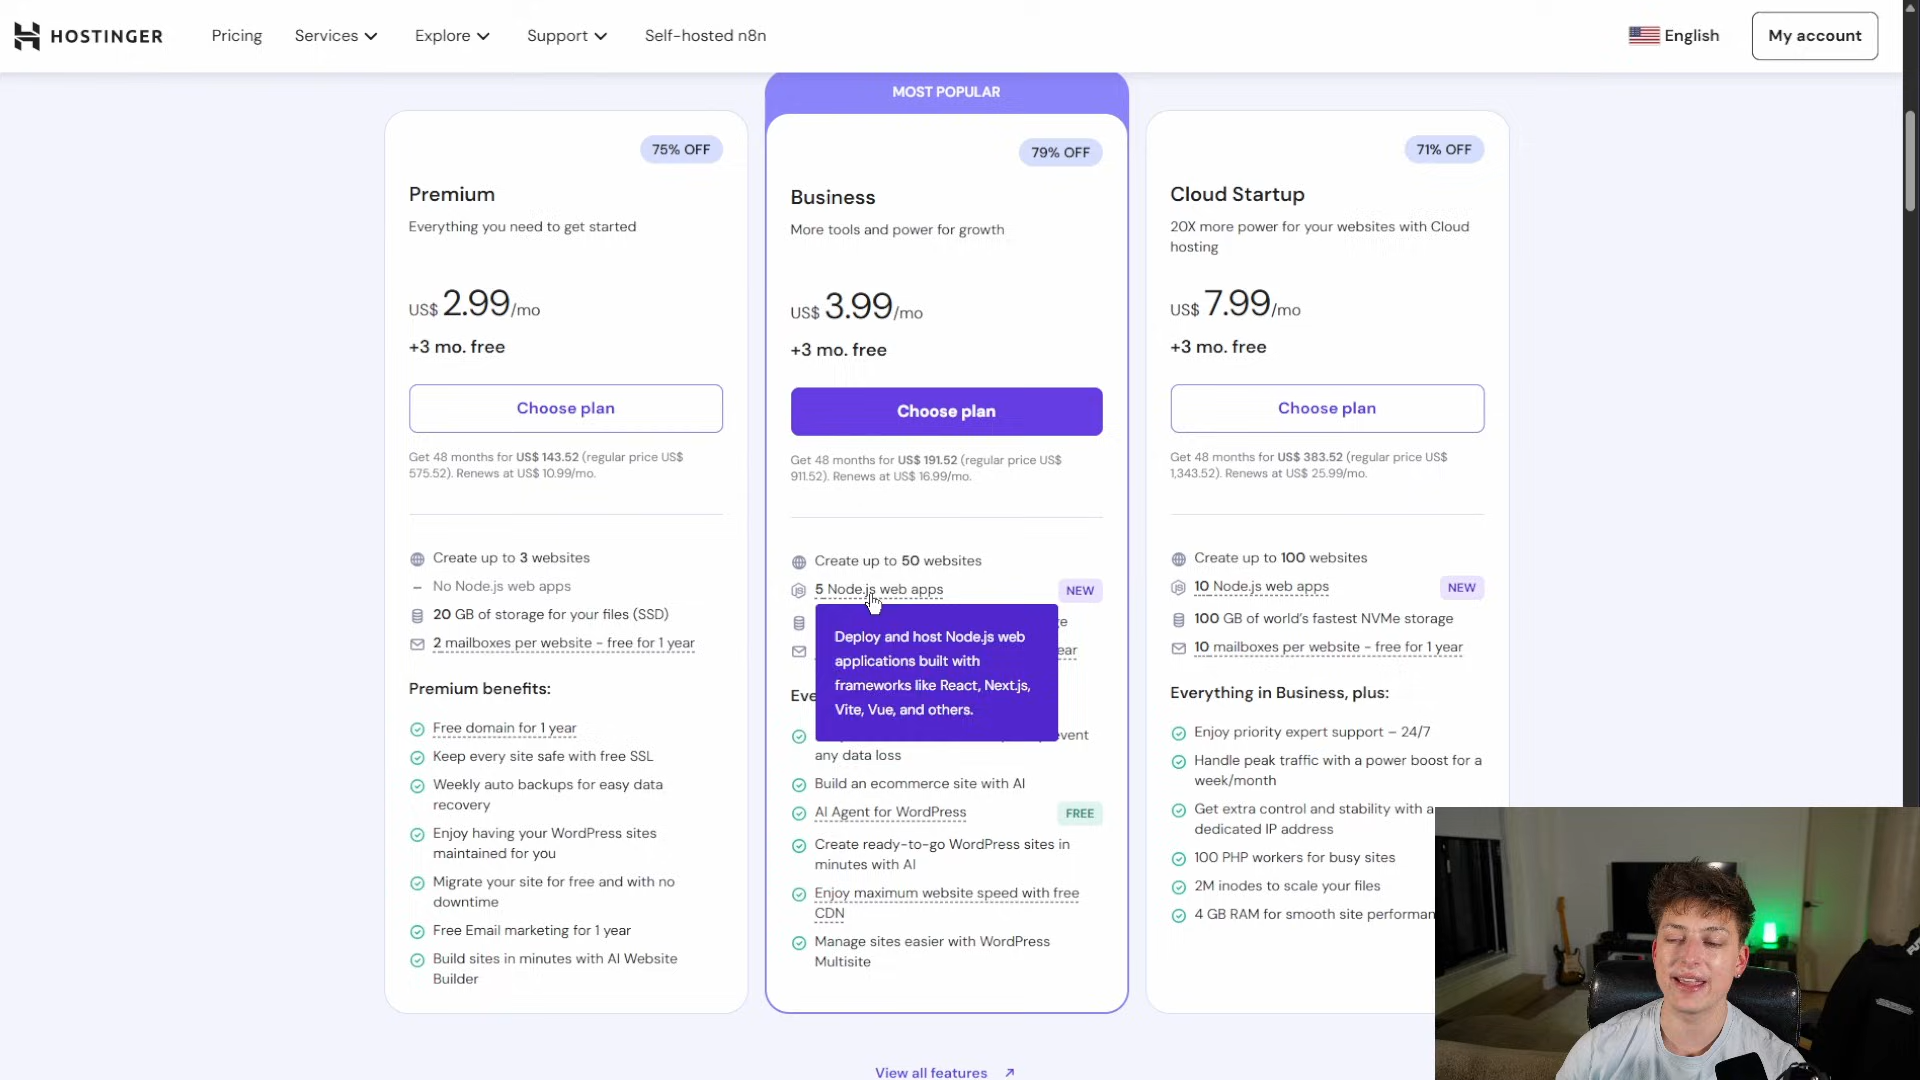 HOSTINGER
Pricing
Services
Explore
Support
Self-hosted n8n
English
My account
MOST POPULAR
75% OFF
Premium
Everything you need to get started
US$ 2.99/mo
+3 mo. free
Choose plan
Get 48 months for US$ 143.52 (regular price US$
575.52). Renews at US$ 10.99/mo.
Create up to 3 websites
No Node.js web apps
20 GB of storage for your files (SSD)
2 mailboxes per website - free for 1 year
Premium benefits:
Free domain for 1 year
Keep every site safe with free SSL
Weekly auto backups for easy data
recovery
Enjoy having your WordPress sites
maintained for you
Migrate your site for free and with no
downtime
Free Email marketing for 1 year
Build sites in minutes with AI Website
Builder
79% OFF
Business
More tools and power for growth
US$ 3.99/mo
+3 mo. free
Choose plan
Get 48 months for US$ 191.52 (regular price US$
911.52). Renews at US$ 16.99/mo.
Create up to 50 websites
5 Node.js web apps
NEW
Deploy and host Node.js web
applications built with
frameworks like React, Next.js,
Vite, Vue, and others.
any data loss
Build an ecommerce site with AI
AI Agent for WordPress
FREE
Create ready-to-go WordPress sites in
minutes with AI
Enjoy maximum website speed with free
CDN
Manage sites easier with WordPress
Multisite
71% OFF
Cloud Startup
20X more power for your websites with Cloud
hosting
US$ 7.99/mo
+3 mo. free
Choose plan
Get 48 months for US$ 383.52 (regular price US$
1,343.52). Renews at US$ 25.99/mo.
Create up to 100 websites
10 Node.js web apps
NEW
100 GB of world's fastest NVMe storage
10 mailboxes per website - free for 1 year
Everything in Business, plus:
Enjoy priority expert support – 24/7
Handle peak traffic with a power boost for a
week/month
Get extra control and stability with a
dedicated IP address
100 PHP workers for busy sites
2M inodes to scale your files
4 GB RAM for smooth site performan
View all features